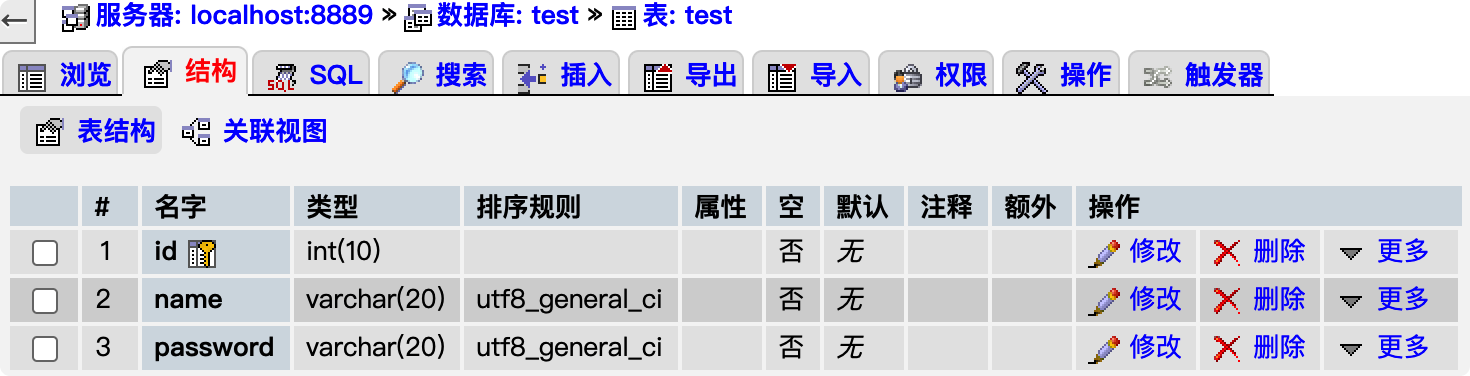 ← 服务器: localhost:8889 » 数据库: test » 表: test
浏览 结构 SQL 搜索 插入 导出 导入 权限 操作 触发器
表结构 关联视图
# 名字 类型 排序规则 属性 空 默认 注释 额外 操作
1 id int(10) 否 无 修改 删除 更多
2 name varchar(20) utf8_general_ci 否 无 修改 删除 更多
3 password varchar(20) utf8_general_ci 否 无 修改 删除 更多